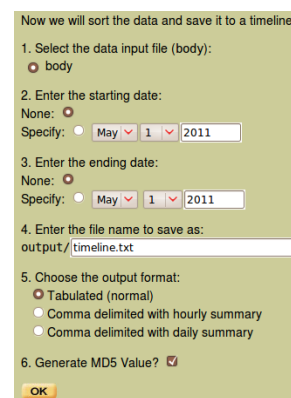 Now we will sort the data and save it to a timeline
1. Select the data input file (body):
body
2. Enter the starting date:
None:
Specify: May 1 2011
3. Enter the ending date:
None:
Specify: May 1 2011
4. Enter the file name to save as:
output/timeline.txt
5. Choose the output format:
Tabulated (normal)
Comma delimited with hourly summary
Comma delimited with daily summary
6. Generate MD5 Value?
OK